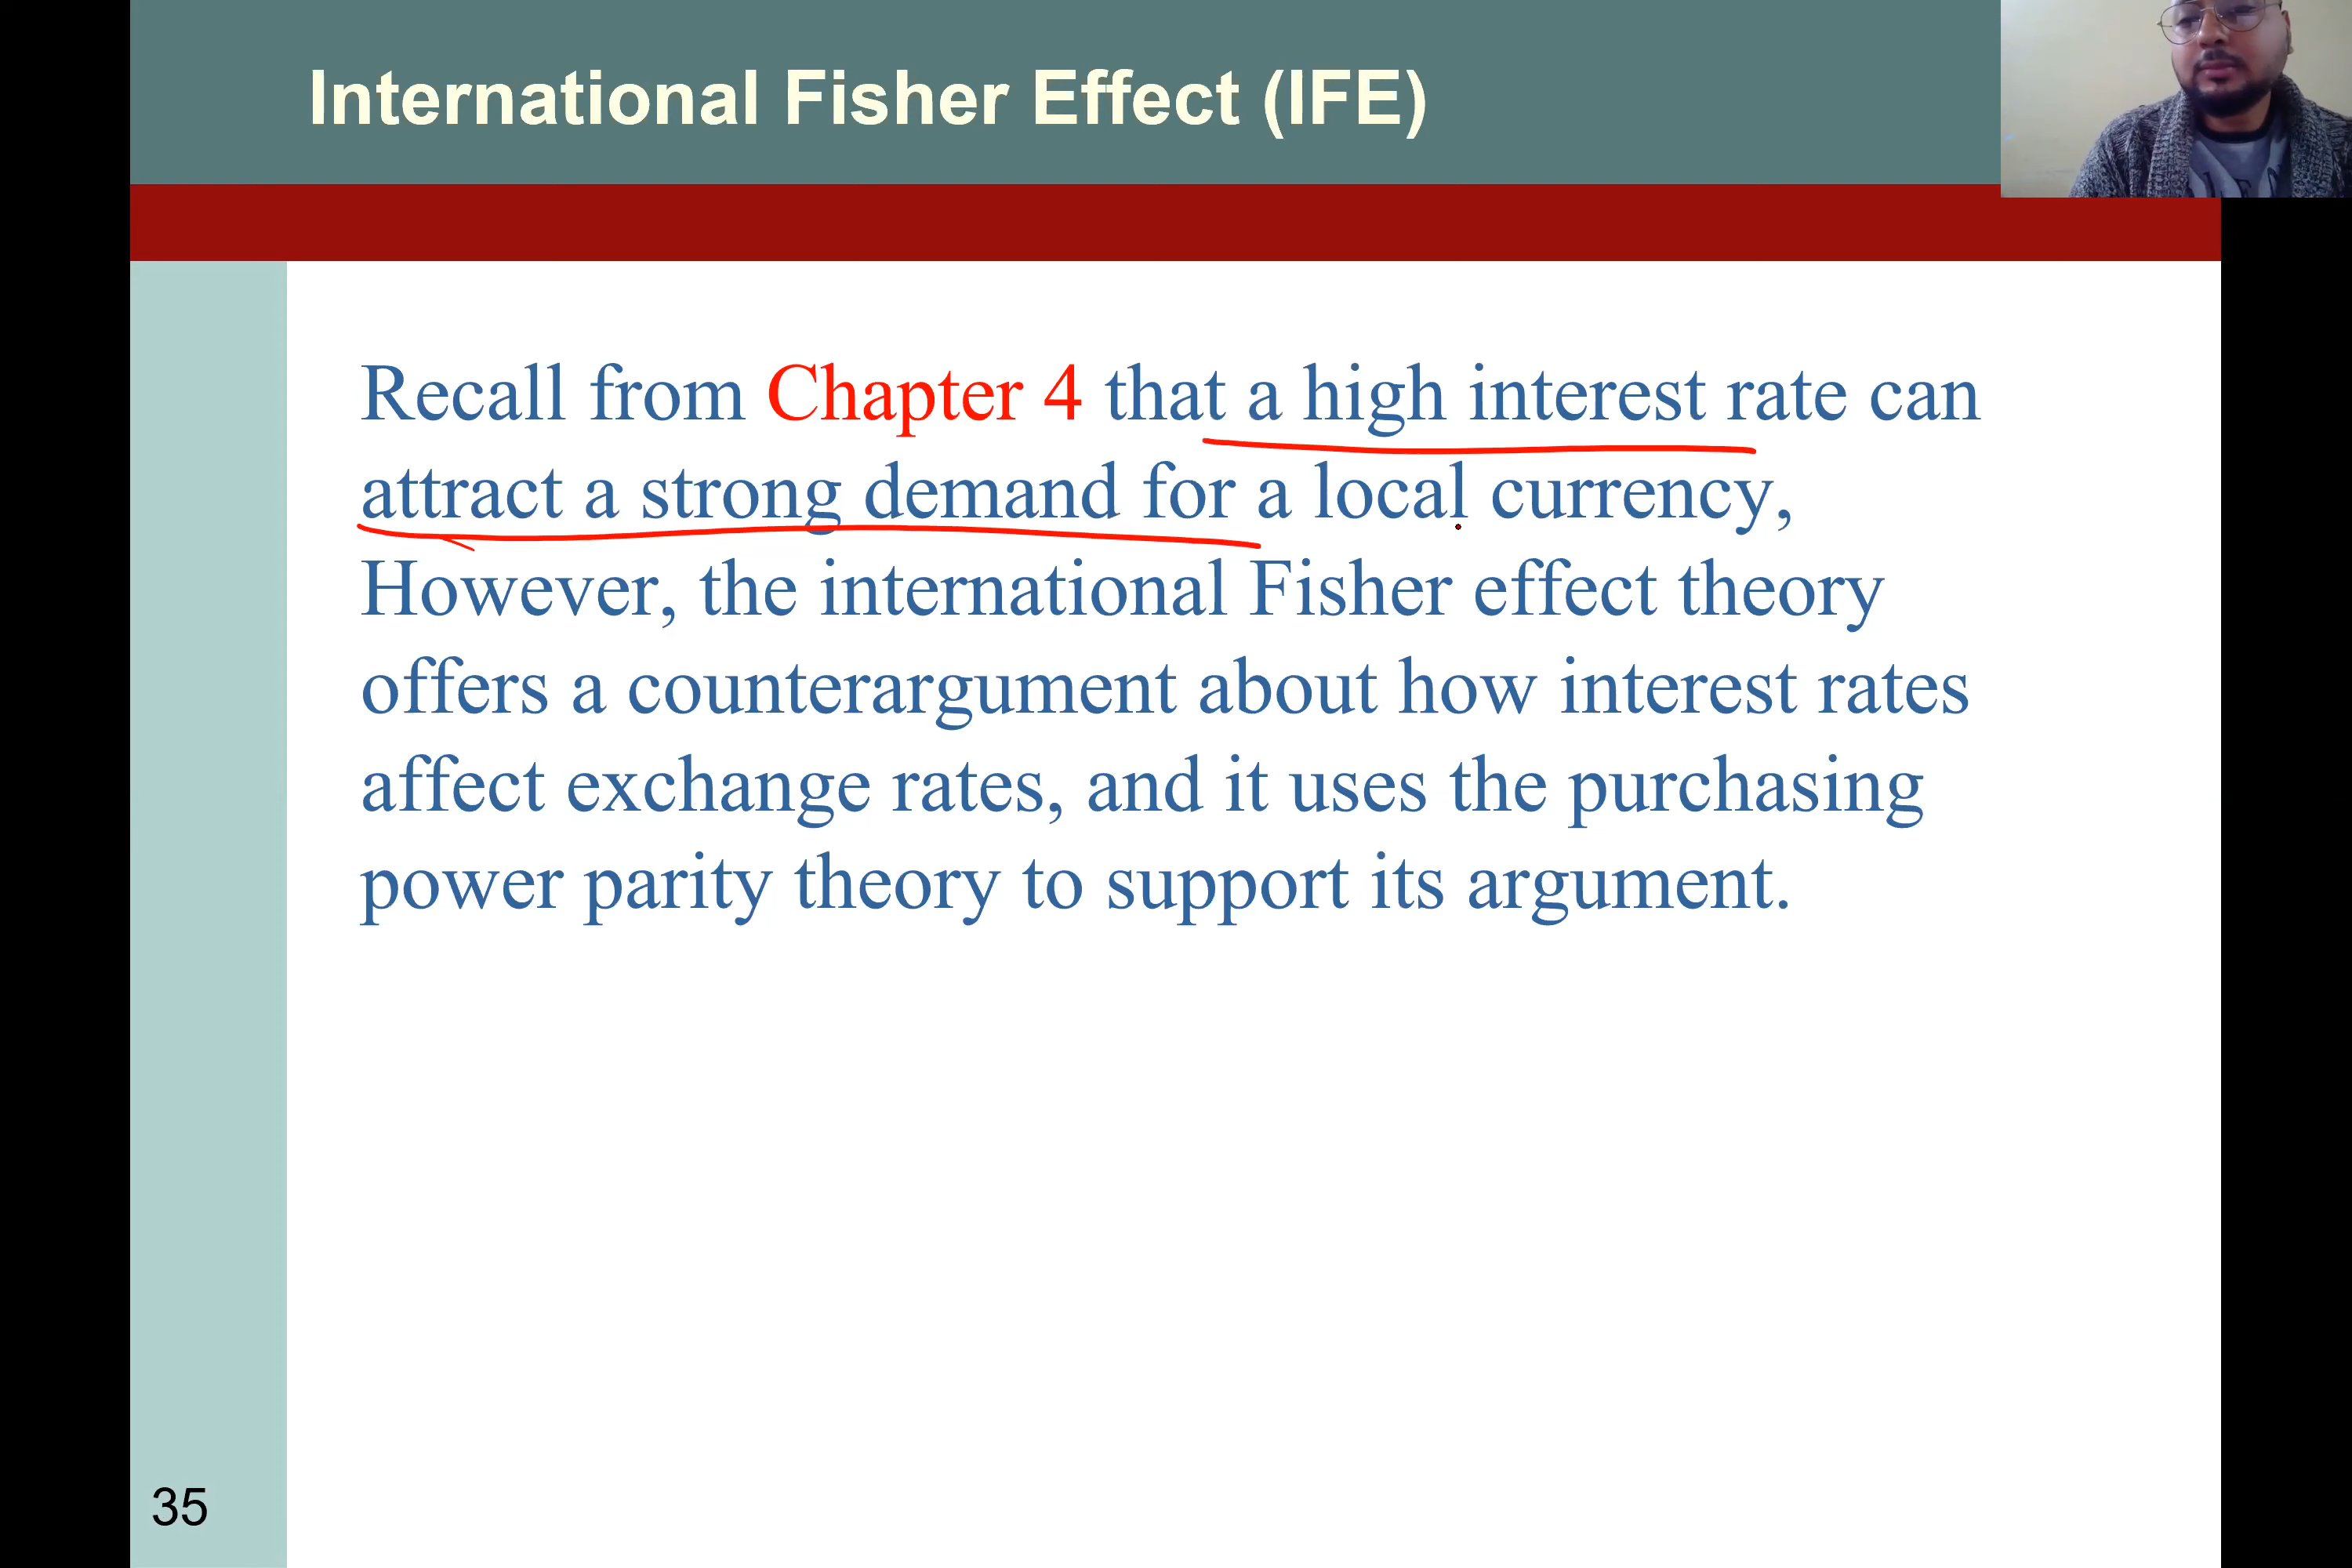 International Fisher Effect (IFE)
Recall from Chapter 4 that a high interest rate can
attract a strong demand for a local currency,
However, the international Fisher effect theory
offers a counterargument about how interest rates
affect exchange rates, and it uses the purchasing
power parity theory to support its argument.
35